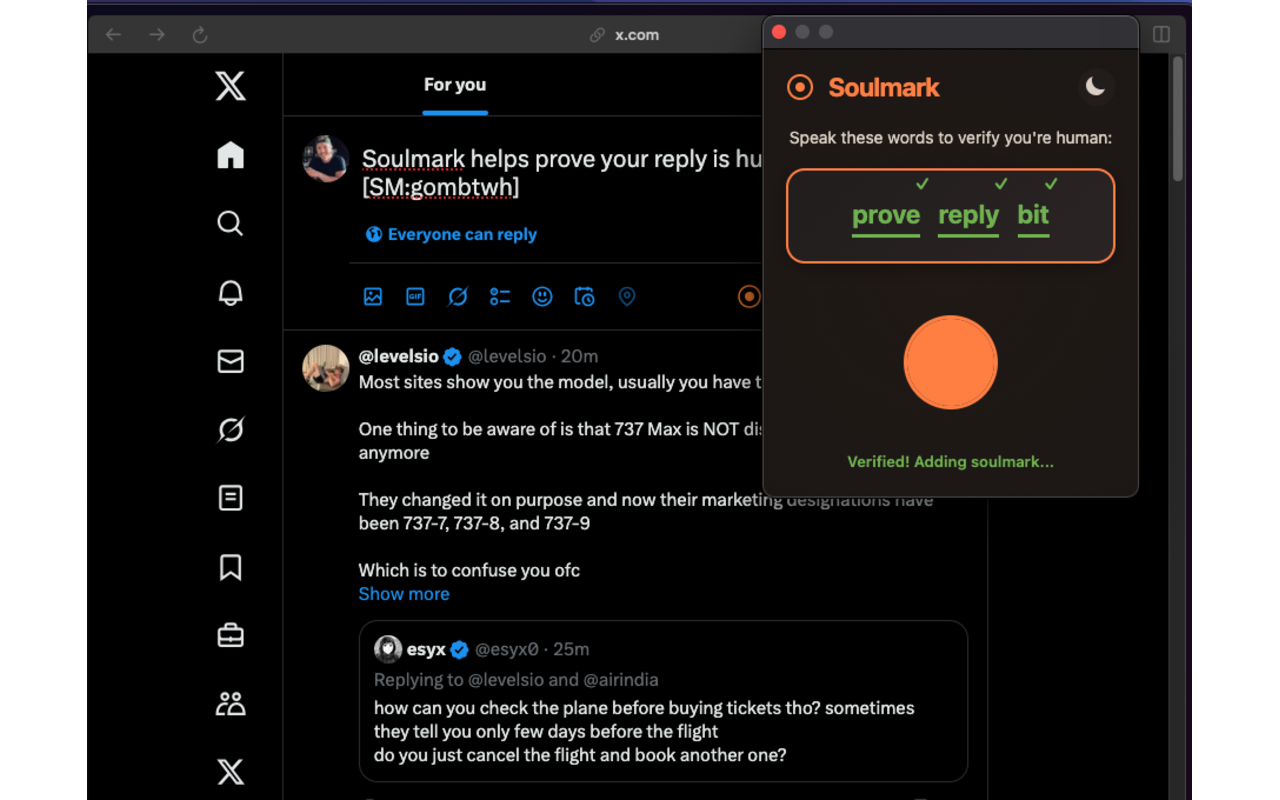 x.com
For you
Soulmark helps prove your reply is hu
[SM:gombtwh]
Everyone can reply
GIF
@levelsio @levelsio · 20m
Most sites show you the model, usually you have t
One thing to be aware of is that 737 Max is NOT dis
anymore
They changed it on purpose and now their marketing designations have
been 737-7, 737-8, and 737-9
Which is to confuse you ofc
Show more
esyx @esyx0 · 25m
Replying to @levelsio and @airindia
how can you check the plane before buying tickets tho? sometimes
they tell you only few days before the flight
do you just cancel the flight and book another one?
Soulmark
Speak these words to verify you're human:
prove reply bit
Verified! Adding soulmark...